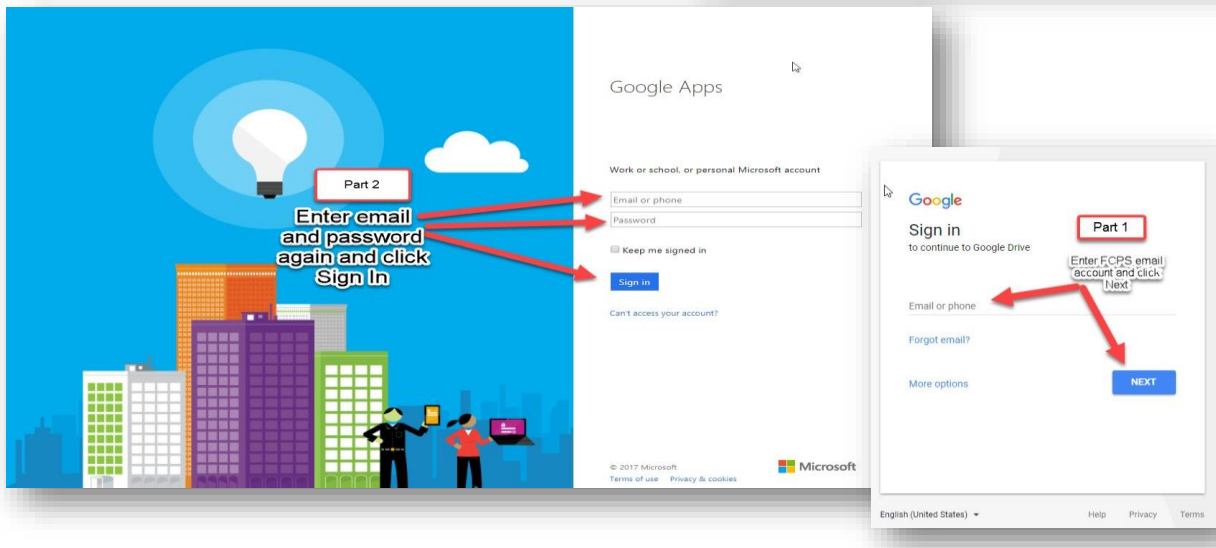 Google Apps
Work or school, or personal Microsoft account
Email or phone
Password
Keep me signed in
Sign in
Can't access your account?
© 2017 Microsoft
Terms of use Privacy & cookies
Microsoft
Part 2
Enter email
and password
again and click
Sign In
Google
Sign in
to continue to Google Drive
Part 1
Enter FCPS email
account and click
Next
Email or phone
Forgot email?
More options
NEXT
English (United States)
Help Privacy Terms